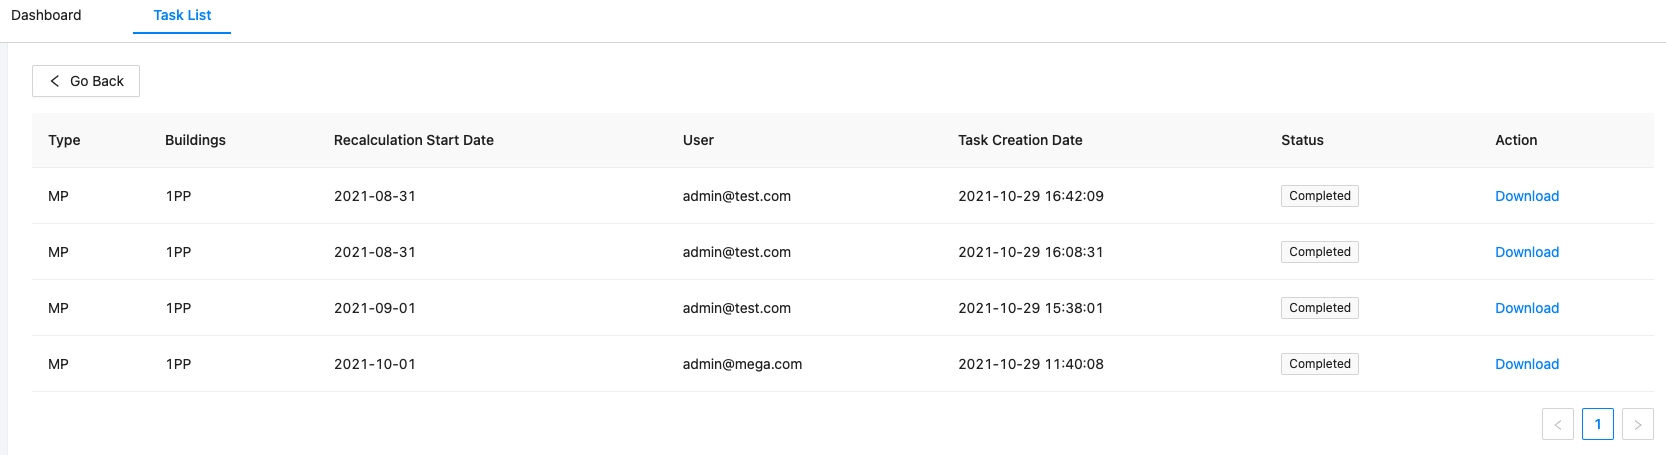 Dashboard Task List
Go Back
Type Buildings Recalculation Start Date User Task Creation Date Status Action
MP 1PP 2021-08-31 admin@test.com 2021-10-29 16:42:09 Completed Download
MP 1PP 2021-08-31 admin@test.com 2021-10-29 16:08:31 Completed Download
MP 1PP 2021-09-01 admin@test.com 2021-10-29 15:38:01 Completed Download
MP 1PP 2021-10-01 admin@mega.com 2021-10-29 11:40:08 Completed Download
1